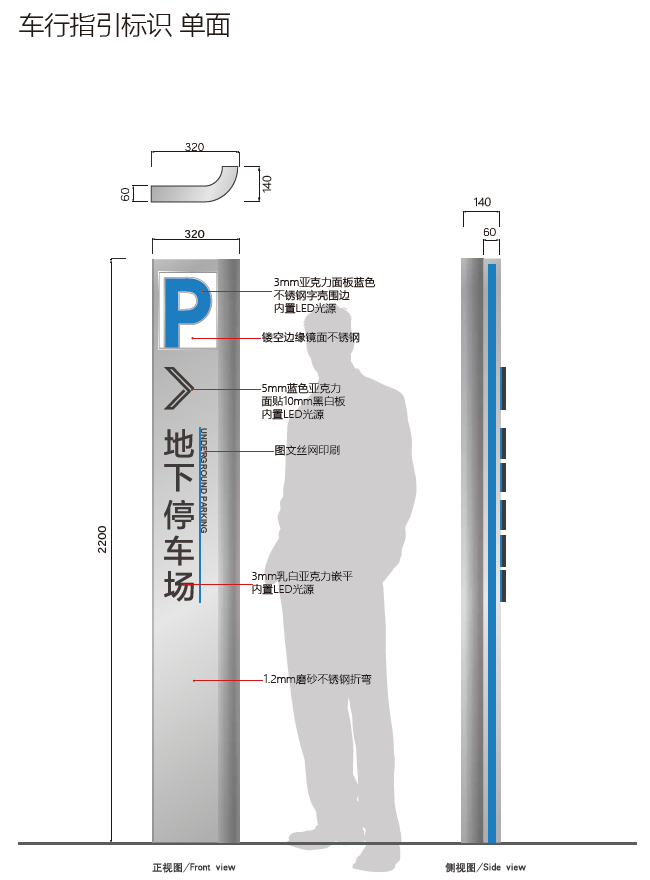 车行指引标识 单面
320
60
140
320
140
60
P
3mm亚克力面板蓝色
不锈钢字壳围边
内置LED光源
镂空边缘镜面不锈钢
5mm蓝色亚克力
面贴10mm黑白板
内置LED光源
图文丝网印刷
地下停车场
UNDERGROUND PARKING
2200
3mm乳白亚克力嵌平
内置LED光源
1.2mm磨砂不锈钢折弯
正视图/Front view
侧视图/Side view